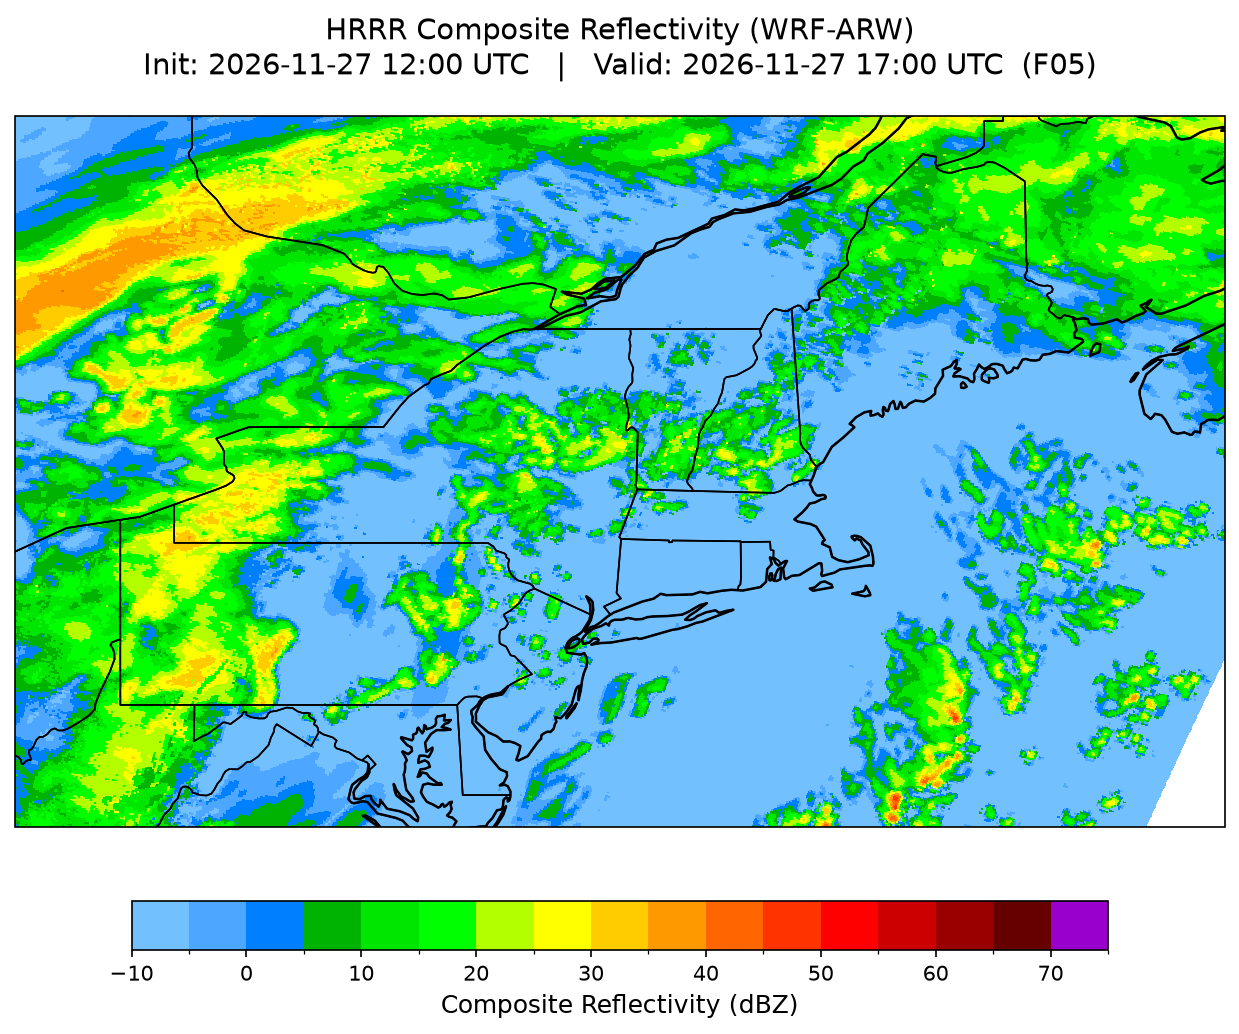 HRRR Composite Reflectivity (WRF-ARW)
Init: 2026-11-27 12:00 UTC | Valid: 2026-11-27 17:00 UTC (F05)
−10 0 10 20 30 40 50 60 70
Composite Reflectivity (dBZ)